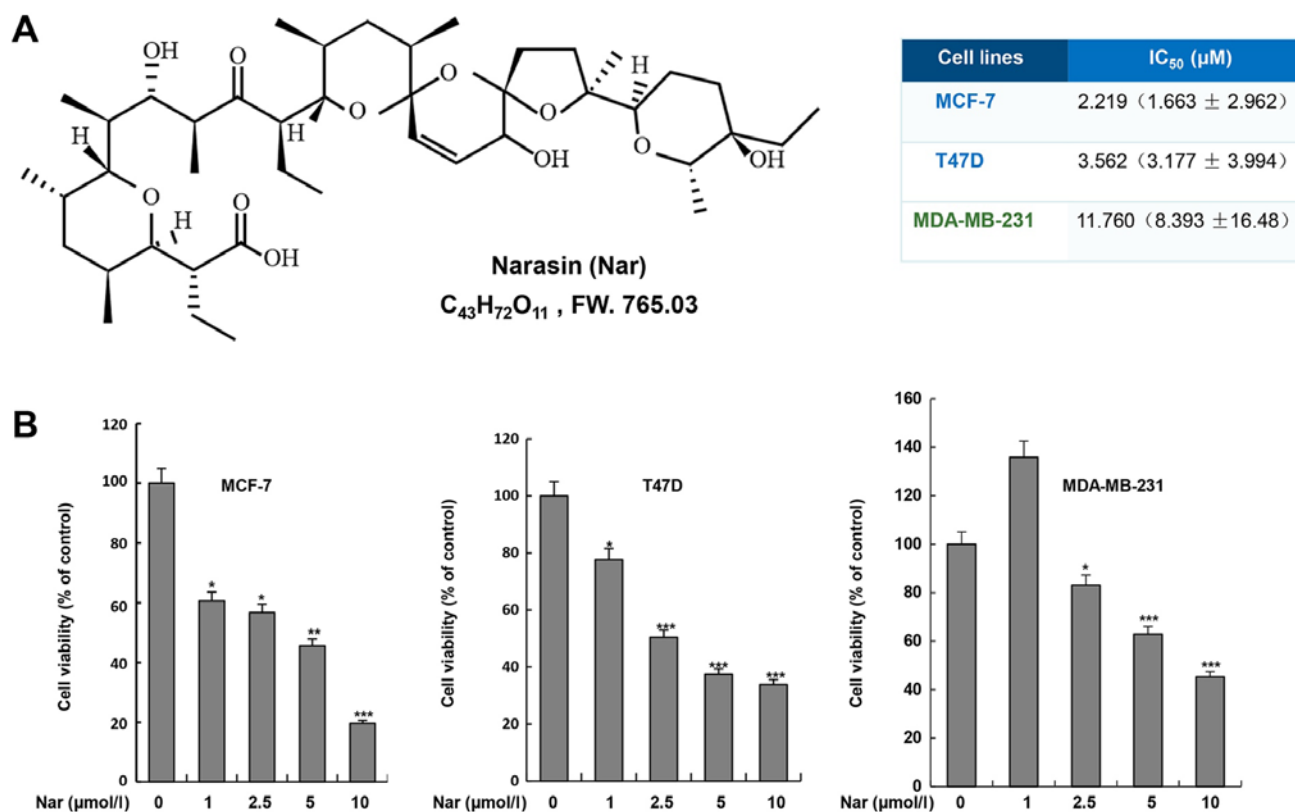 A
OH
O
H
O
O
O
OH
O
H
O
OH
H
O
H
O
OH
Narasin (Nar)
C₄₃H₇₂O₁₁ , FW. 765.03
Cell lines IC₅₀ (µM)
MCF-7 2.219（1.663 ± 2.962）
T47D 3.562（3.177 ± 3.994）
MDA-MB-231 11.760（8.393 ±16.48）
B
Cell viability (% of control)
120
100
80
60
40
20
0
MCF-7
*
*
**
***
Nar (µmol/l) 0 1 2.5 5 10
Cell viability (% of control)
120
100
80
60
40
20
0
T47D
*
***
***
***
Nar (µmol/l) 0 1 2.5 5 10
Cell viability (% of control)
160
140
120
100
80
60
40
20
0
MDA-MB-231
*
***
***
Nar (µmol/l) 0 1 2.5 5 10